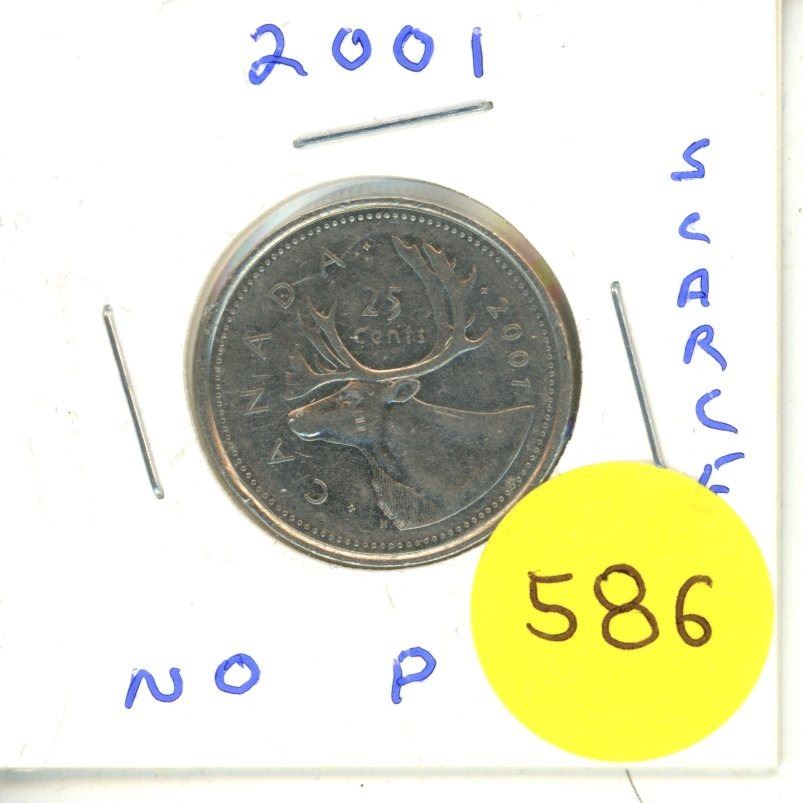 2001
SCARCE
CANADA
25
cents
2001
H
586
NO P